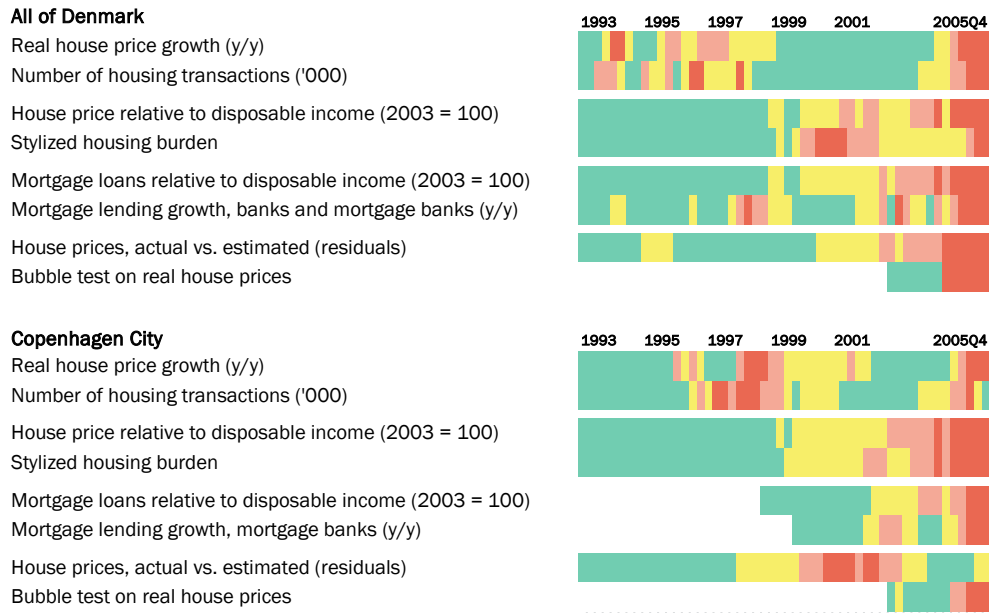 All of Denmark
1993 1995 1997 1999 2001 2005Q4
Real house price growth (y/y)
Number of housing transactions ('000)
House price relative to disposable income (2003 = 100)
Stylized housing burden
Mortgage loans relative to disposable income (2003 = 100)
Mortgage lending growth, banks and mortgage banks (y/y)
House prices, actual vs. estimated (residuals)
Bubble test on real house prices
Copenhagen City
1993 1995 1997 1999 2001 2005Q4
Real house price growth (y/y)
Number of housing transactions ('000)
House price relative to disposable income (2003 = 100)
Stylized housing burden
Mortgage loans relative to disposable income (2003 = 100)
Mortgage lending growth, mortgage banks (y/y)
House prices, actual vs. estimated (residuals)
Bubble test on real house prices